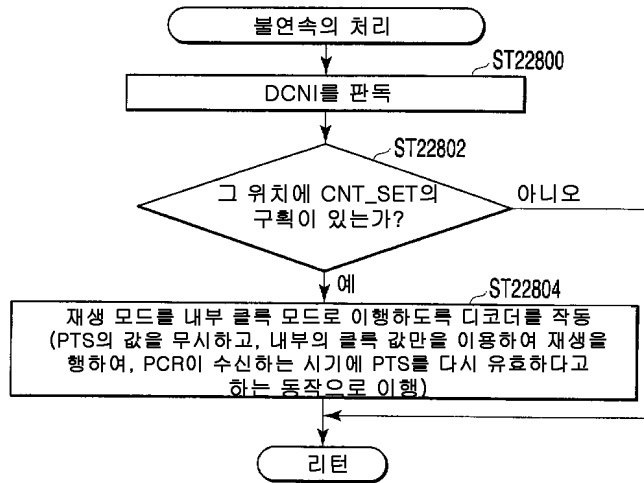 불연속의 처리
ST22800
DCNI를 판독
ST22802
그 위치에 CNT_SET의
구획이 있는가?
아니오
예
ST22804
재생 모드를 내부 클록 모드로 이행하도록 디코더를 작동
(PTS의 값을 무시하고, 내부의 클록 값만을 이용하여 재생을
행하여, PCR이 수신하는 시기에 PTS를 다시 유효하다고
하는 동작으로 이행)
리턴